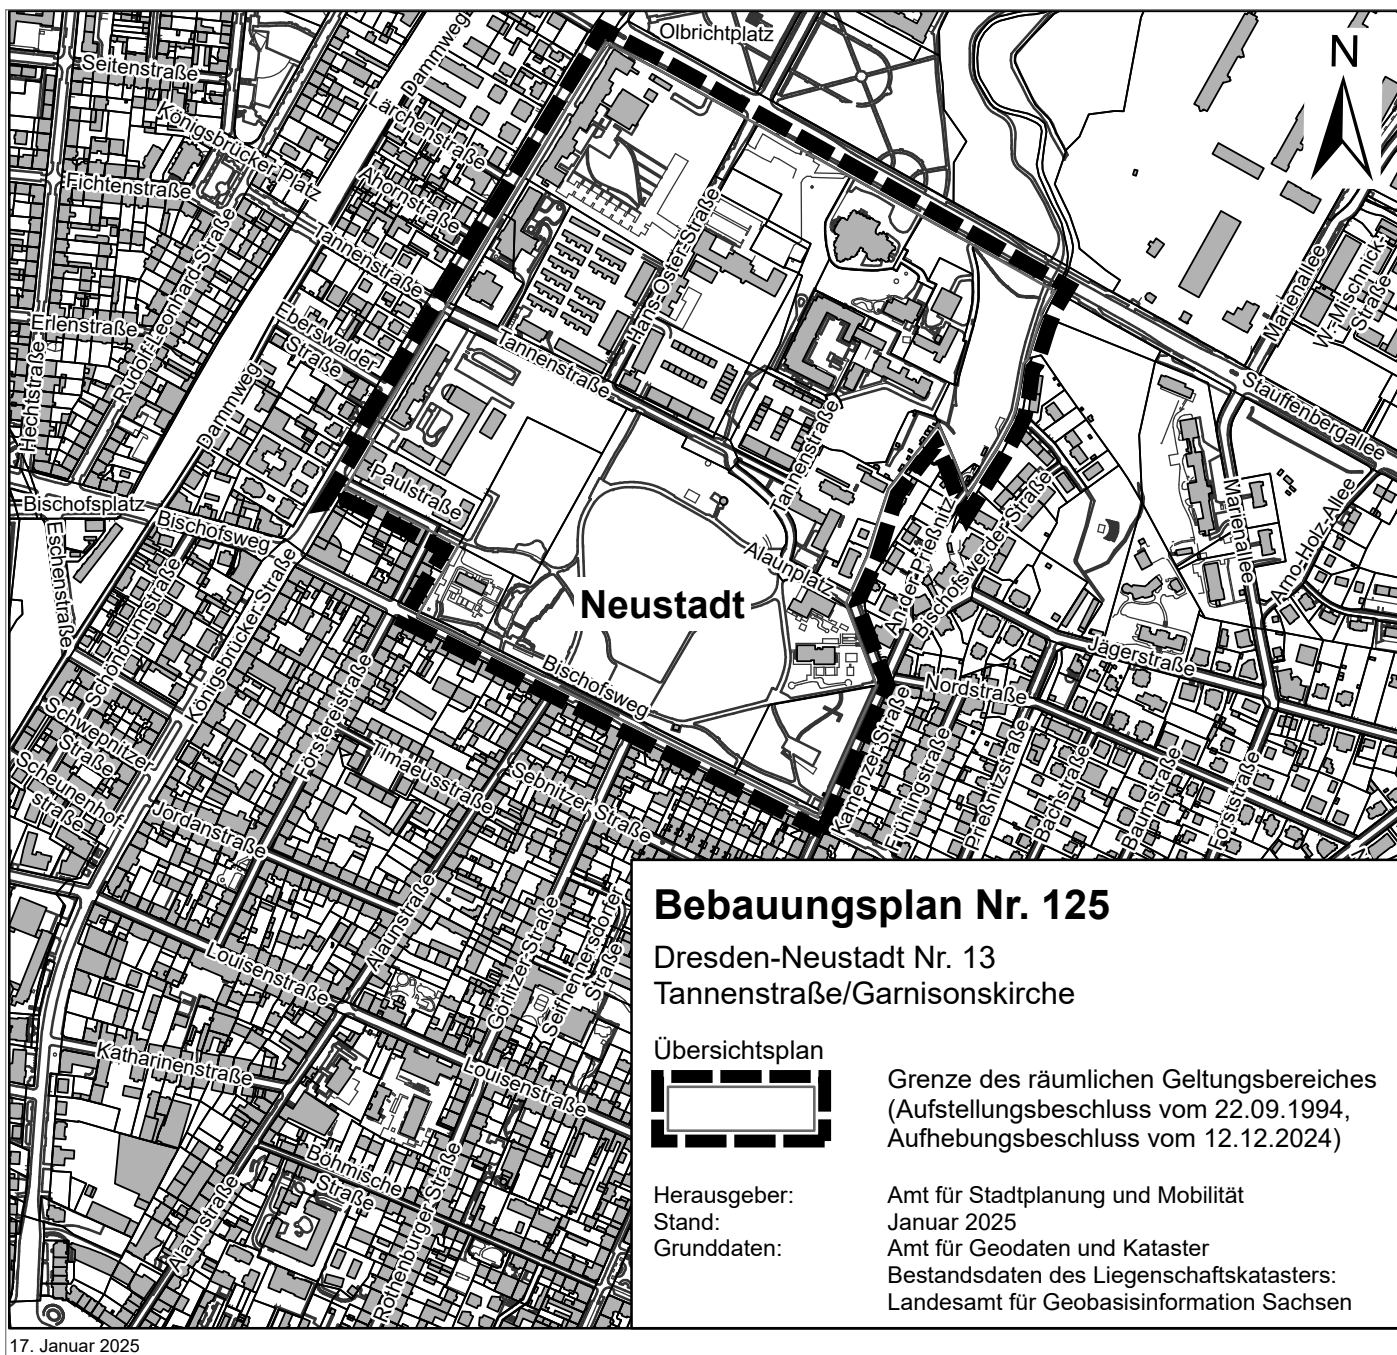 Olbrichtplatz
N
Dammweg
Seitenstraße
Lärchenstraße
Königsbrücker Platz
Fichtenstraße
Ahornstraße
Tannenstraße
Hans-Oster-Straße
Rudolf-Leonhard-Straße
Marienallee
W.-Mischnick-
Straße
Erlenstraße
Eberswalder
Straße
Tannenstraße
Hechtstraße
Dammweg
Stauffenbergallee
Tannenstraße
Paulstraße
Bischofsplatz
Bischofsweg
Eschenstraße
Marienallee
Arno-Holz-Allee
An der Prießnitz
Bischofswerder Straße
Alaunplatz
Neustadt
Schönbrunnstraße
Königsbrücker Straße
Jägerstraße
Bischofsweg
Nordstraße
Försteristraße
Schwepnitzer
Straße
Scheunenhof-
straße
Timaeusstraße
Sebnitzer Straße
Kamenzer Straße
Frühlingstraße
Prießnitzstraße
Bachstraße
Baumstraße
Forststraße
Jordanstraße
Alaunstraße
Görlitzer Straße
Seifhennersdorfer
Straße
Louisenstraße
Katharinenstraße
Louisenstraße
Böhmische
Straße
Alaunstraße
Rothenburger Straße
Bebauungsplan Nr. 125
Dresden-Neustadt Nr. 13
Tannenstraße/Garnisonskirche
Übersichtsplan
Grenze des räumlichen Geltungsbereiches
(Aufstellungsbeschluss vom 22.09.1994,
Aufhebungsbeschluss vom 12.12.2024)
Herausgeber: Amt für Stadtplanung und Mobilität
Stand: Januar 2025
Grunddaten: Amt für Geodaten und Kataster
Bestandsdaten des Liegenschaftskatasters:
Landesamt für Geobasisinformation Sachsen
17. Januar 2025